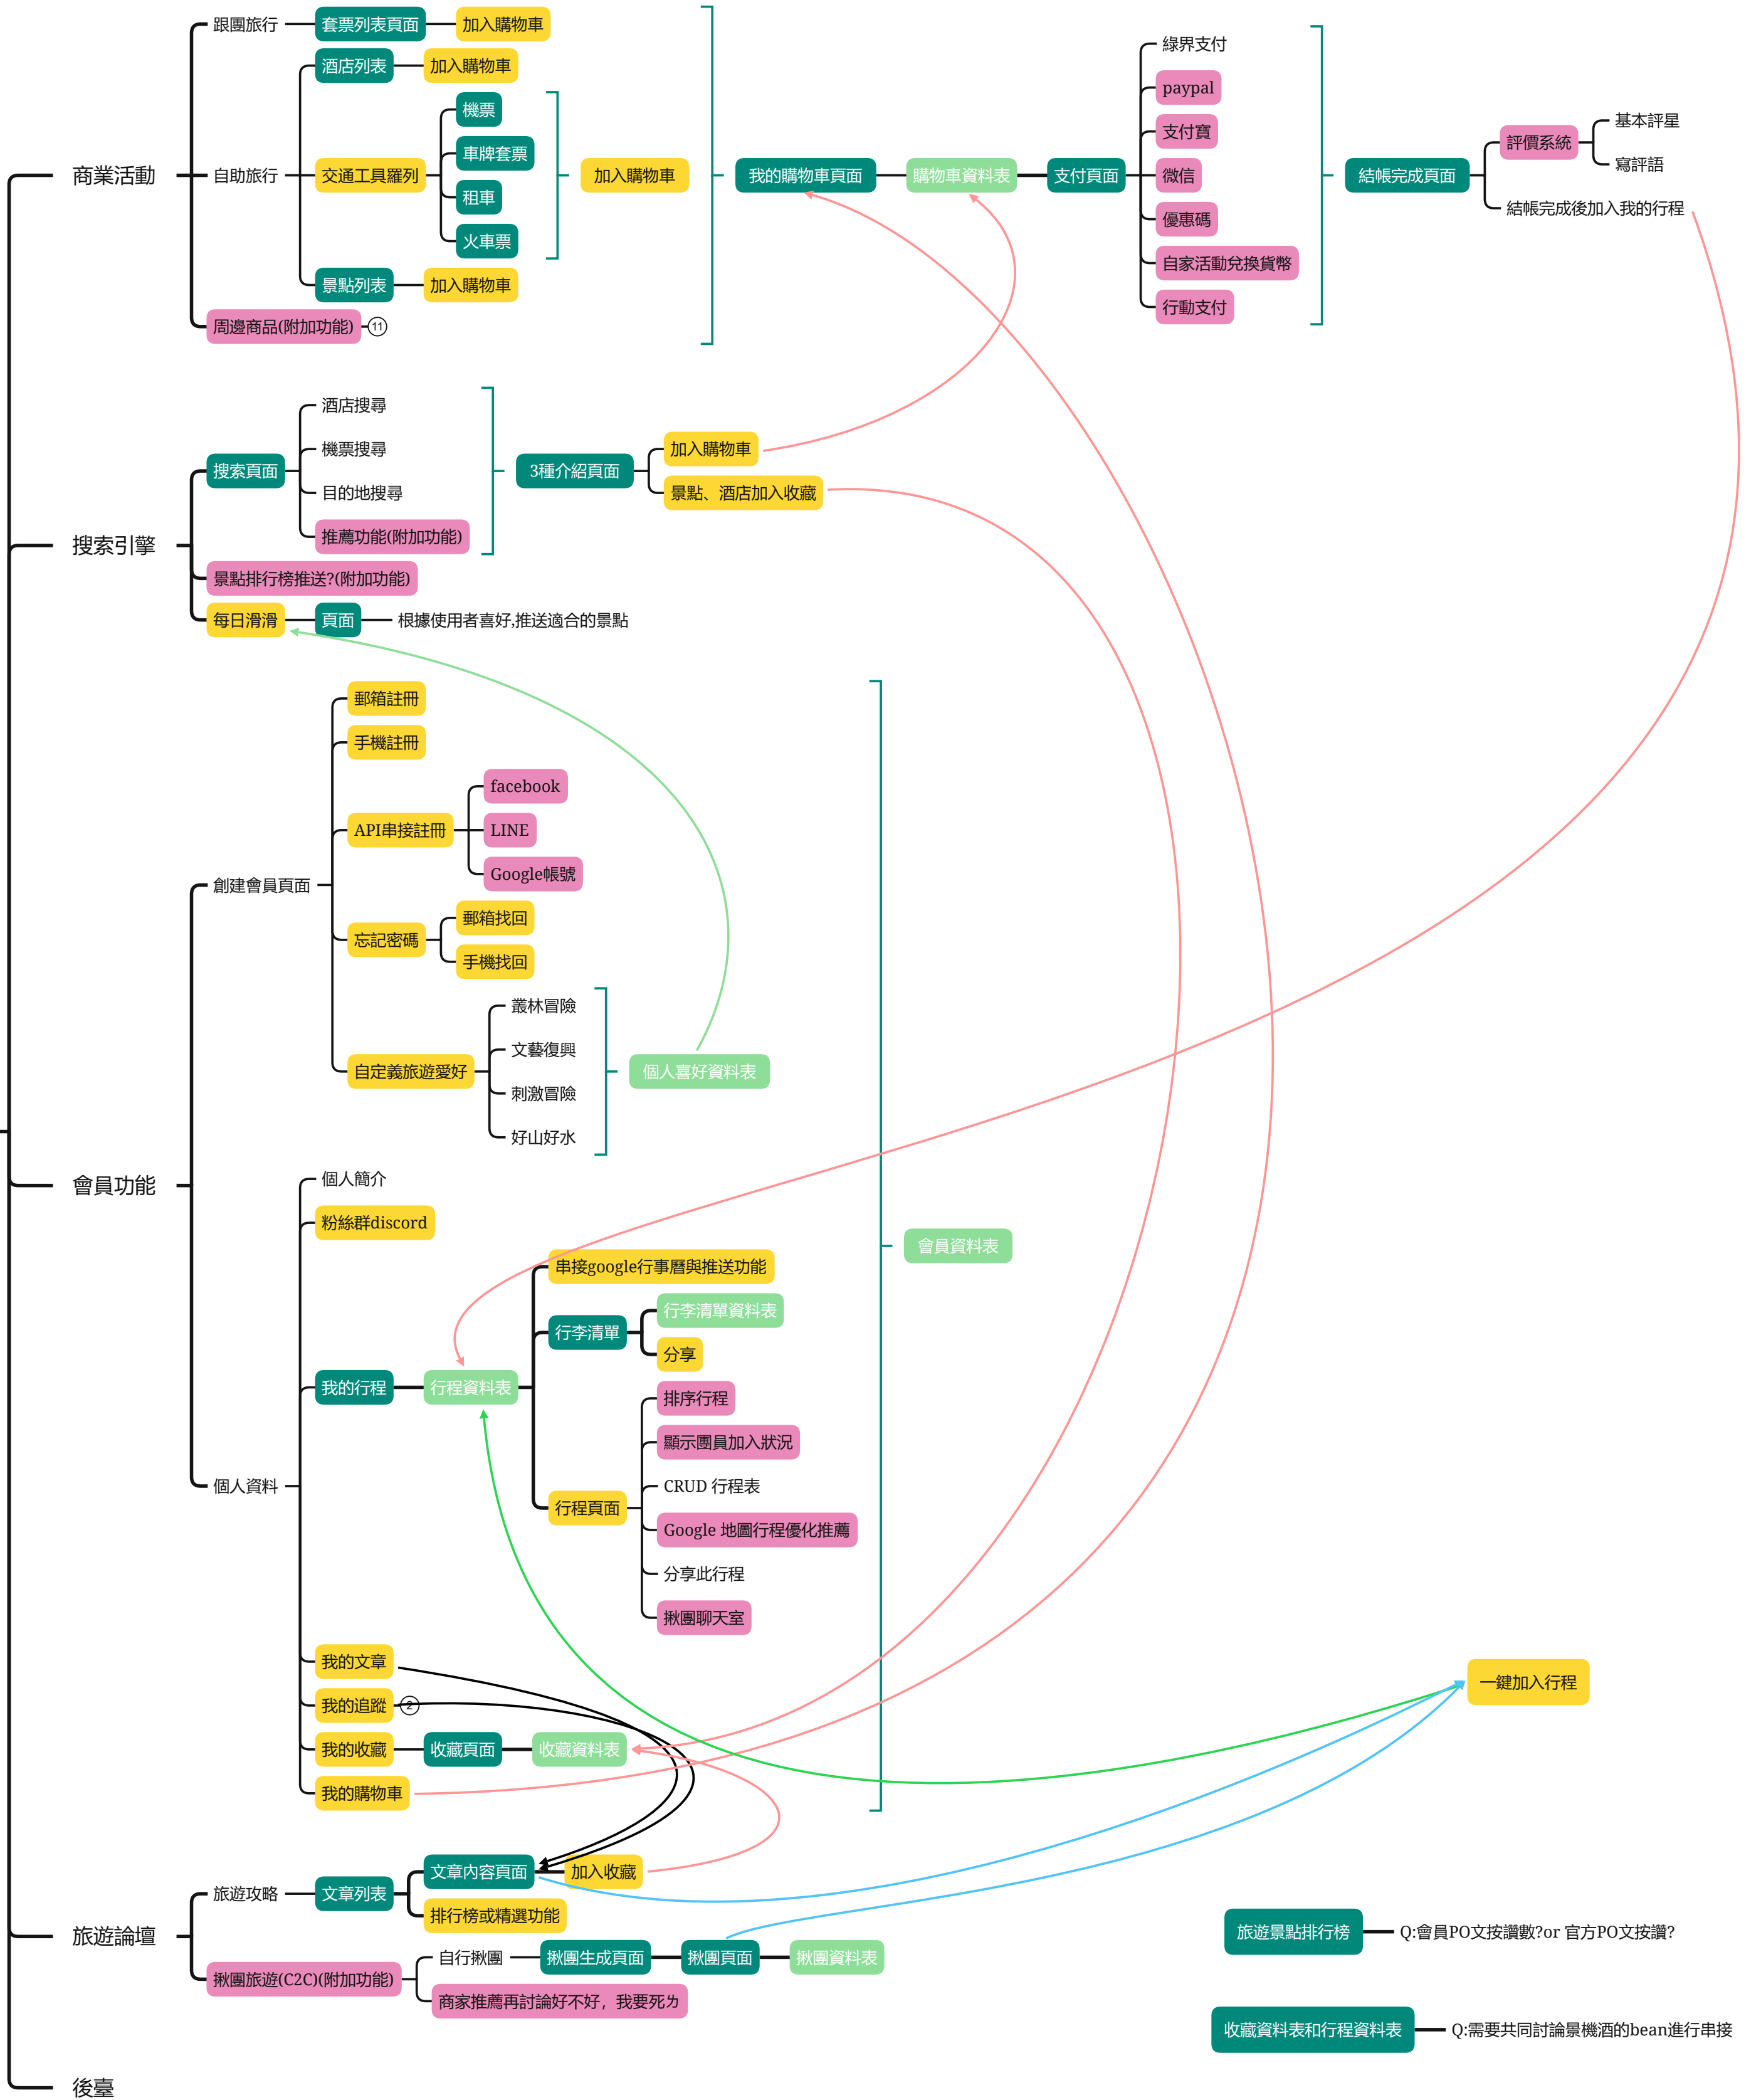 商業活動
跟團旅行
套票列表頁面
加入購物車
自助旅行
酒店列表
加入購物車
交通工具羅列
機票
車牌套票
租車
火車票
加入購物車
景點列表
加入購物車
周邊商品(附加功能)
11
我的購物車頁面
購物車資料表
支付頁面
綠界支付
paypal
支付寶
微信
優惠碼
自家活動兌換貨幣
行動支付
結帳完成頁面
評價系統
基本評星
寫評語
結帳完成後加入我的行程
搜索引擎
搜索頁面
酒店搜尋
機票搜尋
目的地搜尋
推薦功能(附加功能)
3種介紹頁面
加入購物車
景點、酒店加入收藏
景點排行榜推送?(附加功能)
每日滑滑
頁面
根據使用者喜好,推送適合的景點
會員功能
創建會員頁面
郵箱註冊
手機註冊
API串接註冊
facebook
LINE
Google帳號
忘記密碼
郵箱找回
手機找回
自定義旅遊愛好
叢林冒險
文藝復興
刺激冒險
好山好水
個人喜好資料表
個人資料
個人簡介
粉絲群discord
我的行程
行程資料表
串接google行事曆與推送功能
行李清單
行李清單資料表
分享
行程頁面
排序行程
顯示團員加入狀況
CRUD 行程表
Google 地圖行程優化推薦
分享此行程
揪團聊天室
我的文章
我的追蹤
2
我的收藏
收藏頁面
收藏資料表
我的購物車
會員資料表
一鍵加入行程
旅遊論壇
旅遊攻略
文章列表
文章內容頁面
加入收藏
排行榜或精選功能
揪團旅遊(C2C)(附加功能)
自行揪團
揪團生成頁面
揪團頁面
揪團資料表
商家推薦再討論好不好，我要死ㄌ
旅遊景點排行榜
Q:會員PO文按讚數?or 官方PO文按讚?
收藏資料表和行程資料表
Q:需要共同討論景機酒的bean進行串接
後臺